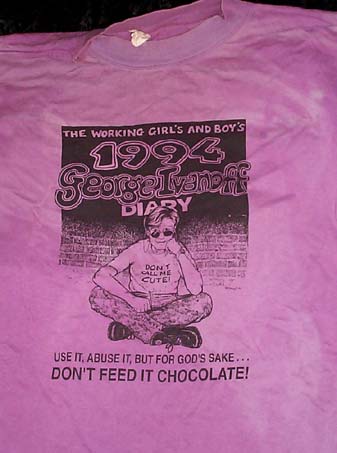 THE WORKING GIRL'S AND BOY'S
1994
George Ivanoff
DIARY
DON'T
CALL ME
CUTE!
USE IT, ABUSE IT, BUT FOR GOD'S SAKE...
DON'T FEED IT CHOCOLATE!